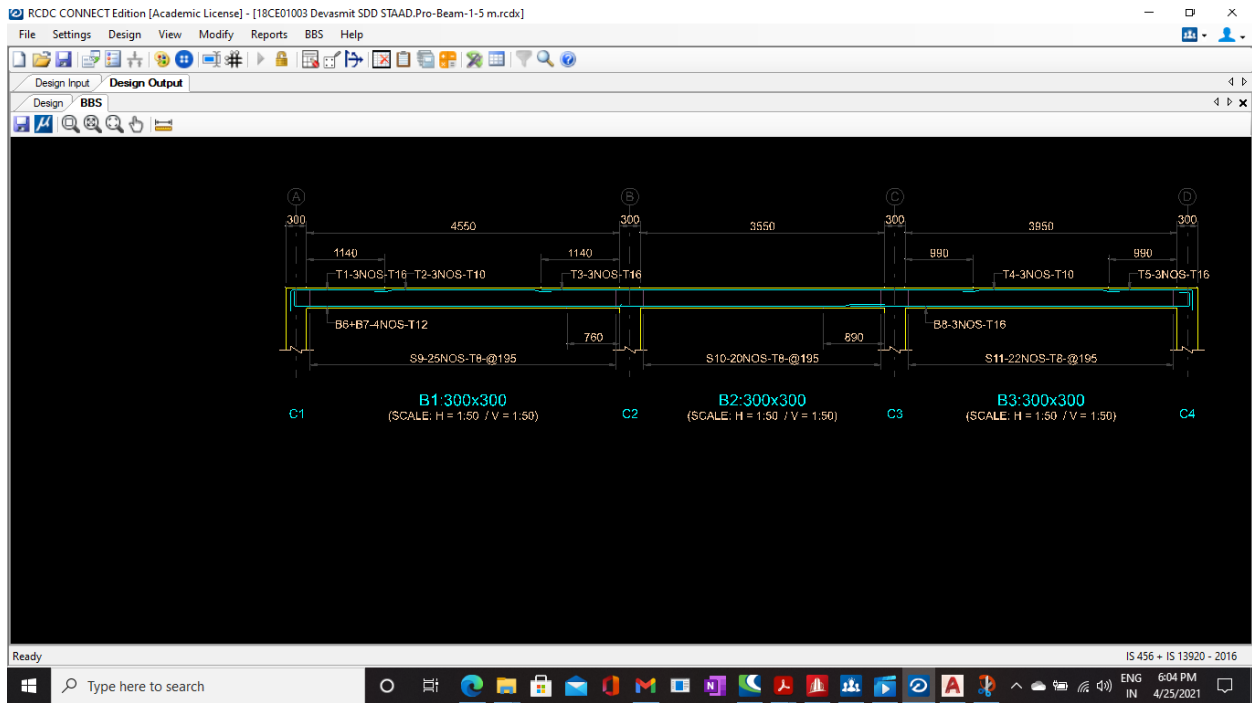 RCDC CONNECT Edition [Academic License] - [18CE01003 Devasmit SDD STAAD.Pro-Beam-1-5 m.rcdx]
File Settings Design View Modify Reports BBS Help
Design Input Design Output
Design BBS
A B C D
300 4550 300 3550 300 3950 300
1140 1140 990 990
T1-3NOS-T16 T2-3NOS-T10 T3-3NOS-T16 T4-3NOS-T10 T5-3NOS-T16
B6+B7-4NOS-T12 B8-3NOS-T16
760 890
S9-25NOS-T8-@195 S10-20NOS-T8-@195 S11-22NOS-T8-@195
B1:300x300 B2:300x300 B3:300x300
C1 (SCALE: H = 1:50 / V = 1:50) C2 (SCALE: H = 1:50 / V = 1:50) C3 (SCALE: H = 1:50 / V = 1:50) C4
Ready IS 456 + IS 13920 - 2016
Type here to search ENG 6:04 PM
IN 4/25/2021